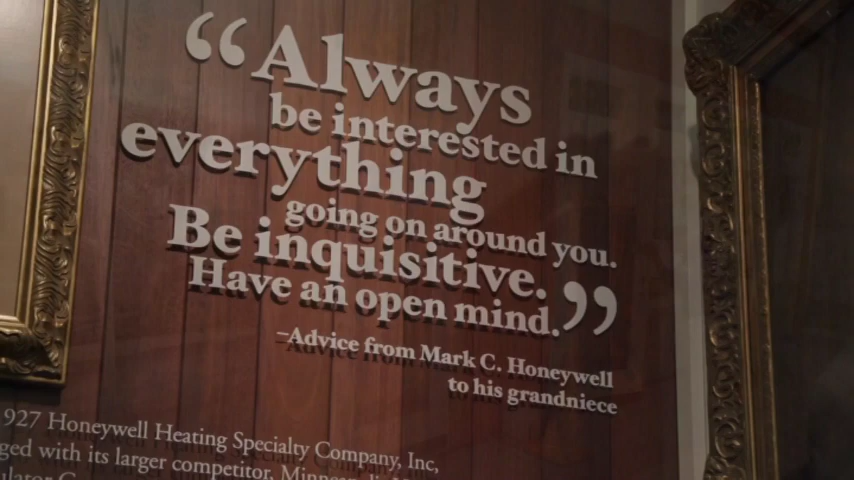 “Always
be interested in
everything
going on around you.
Be inquisitive.
Have an open mind.”
–Advice from Mark C. Honeywell
to his grandniece
927 Honeywell Heating Specialty Company, Inc,
ged with its larger competitor,